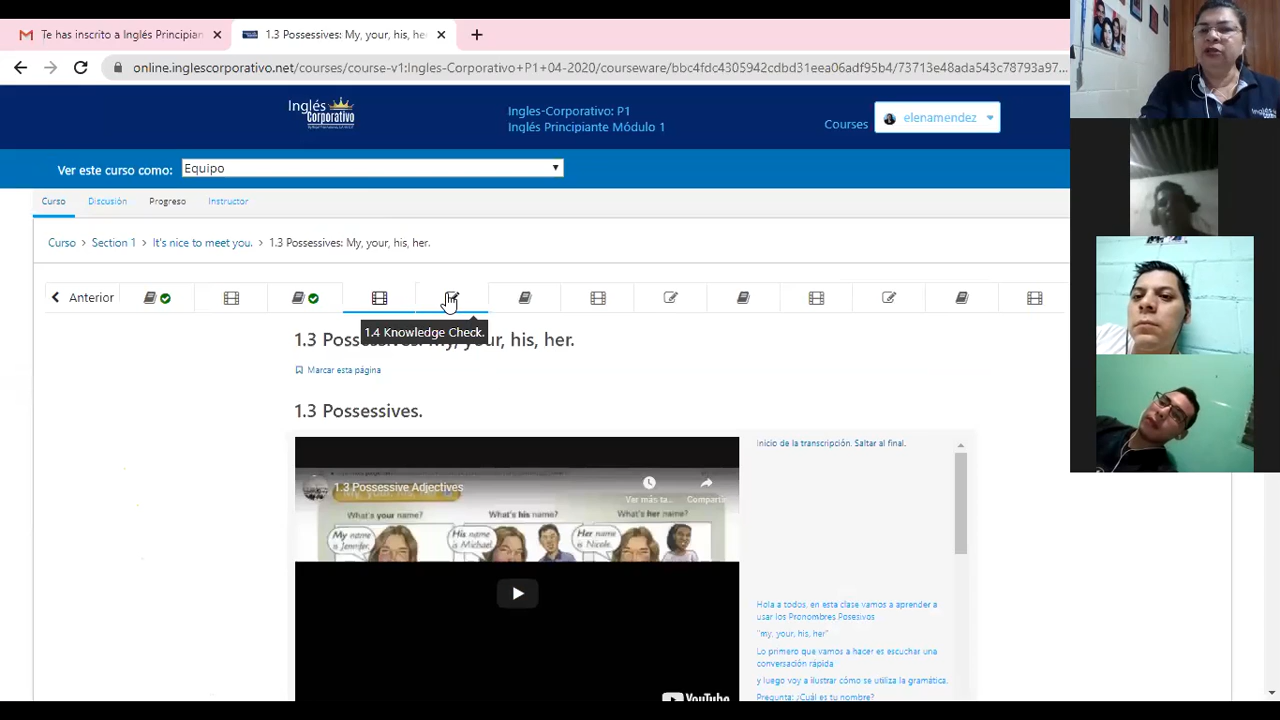 Te has inscrito a Inglés Principian
1.3 Possessives: My, your, his, he
online.inglescorporativo.net/courses/course-v1:Ingles-Corporativo+P1+04-2020/courseware/bbc4fdc4305942cdbd31eea06adf95b4/73713e48ada543c78793a97...
Inglés
Corporativo
Ingles-Corporativo: P1
Inglés Principiante Módulo 1
Courses
elenamendez
Ver este curso como:
Equipo
Curso
Discusión
Progreso
Instructor
Curso > Section 1 > It's nice to meet you. > 1.3 Possessives: My, your, his, her.
Anterior
1.4 Knowledge Check.
1.3 Possessives: My, your, his, her.
Marcar esta página
1.3 Possessives.
1.3 Possessive Adjectives
Ver más ta...
Compartir
What's your name?
What's his name?
What's her name?
My name is Jennifer.
His name is Michael.
Her name is Nicole.
YouTube
Inicio de la transcripción. Saltar al final.
Hola a todos, en esta clase vamos a aprender a
usar los Pronombres Posesivos
"my, your, his, her"
Lo primero que vamos a hacer es escuchar una
conversación rápida
y luego voy a ilustrar cómo se utiliza la gramática.
Pregunta: ¿Cuál es tu nombre?